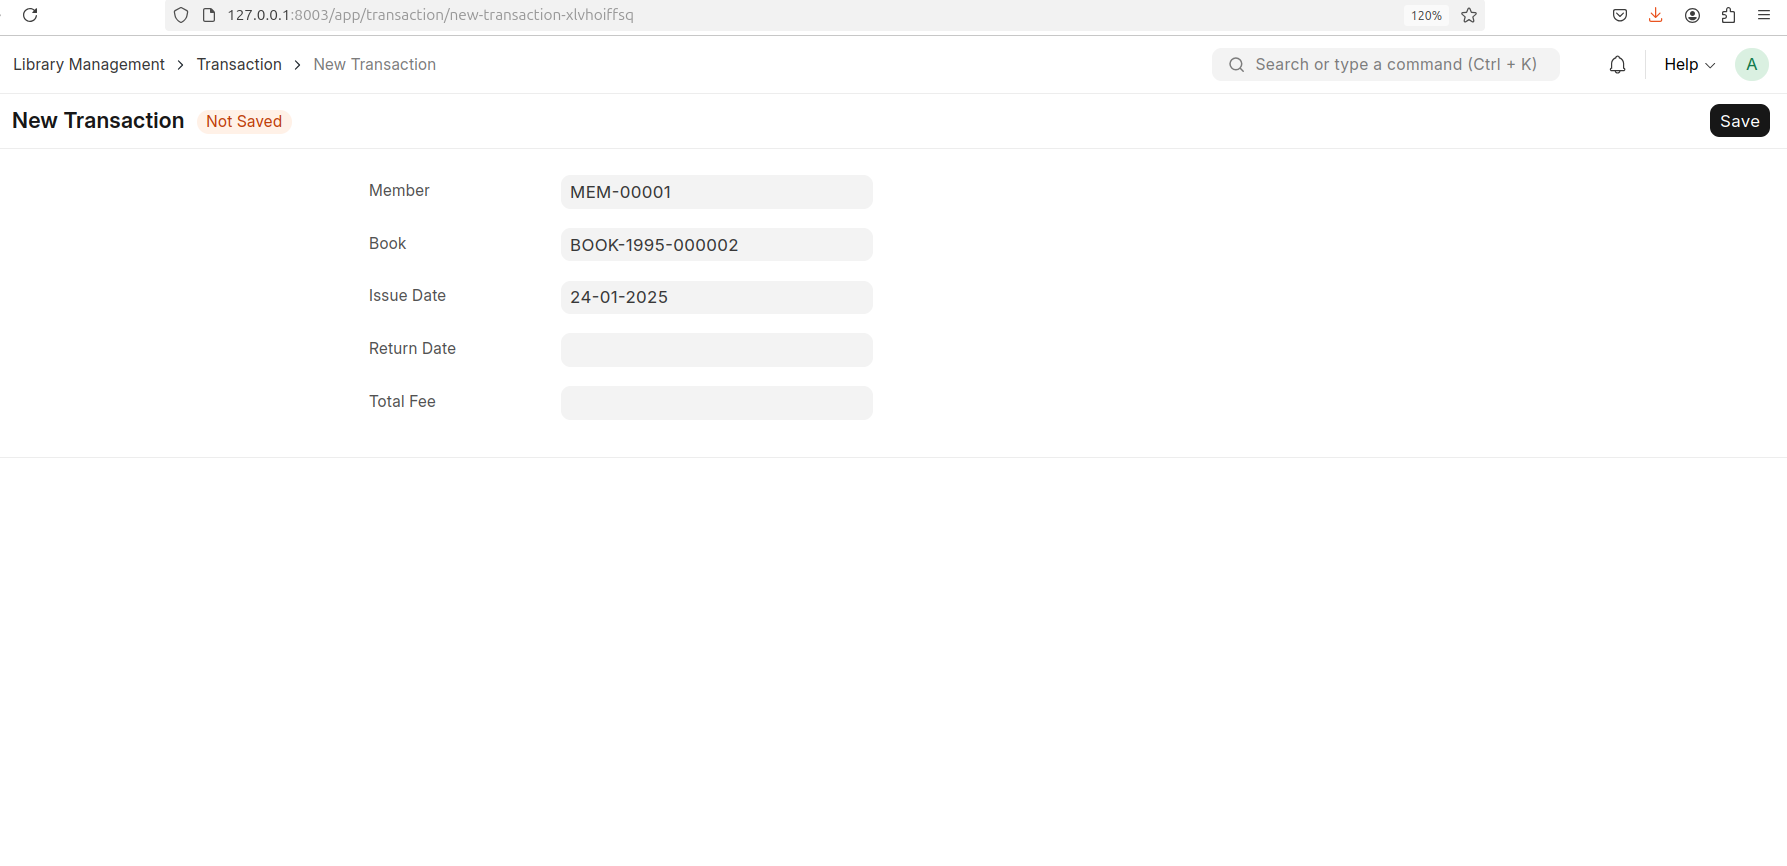 127.0.0.1:8003/app/transaction/new-transaction-xlvhoiffsq 120%
Library Management > Transaction > New Transaction Search or type a command (Ctrl + K) Help A
New Transaction Not Saved Save
Member MEM-00001
Book BOOK-1995-000002
Issue Date 24-01-2025
Return Date
Total Fee